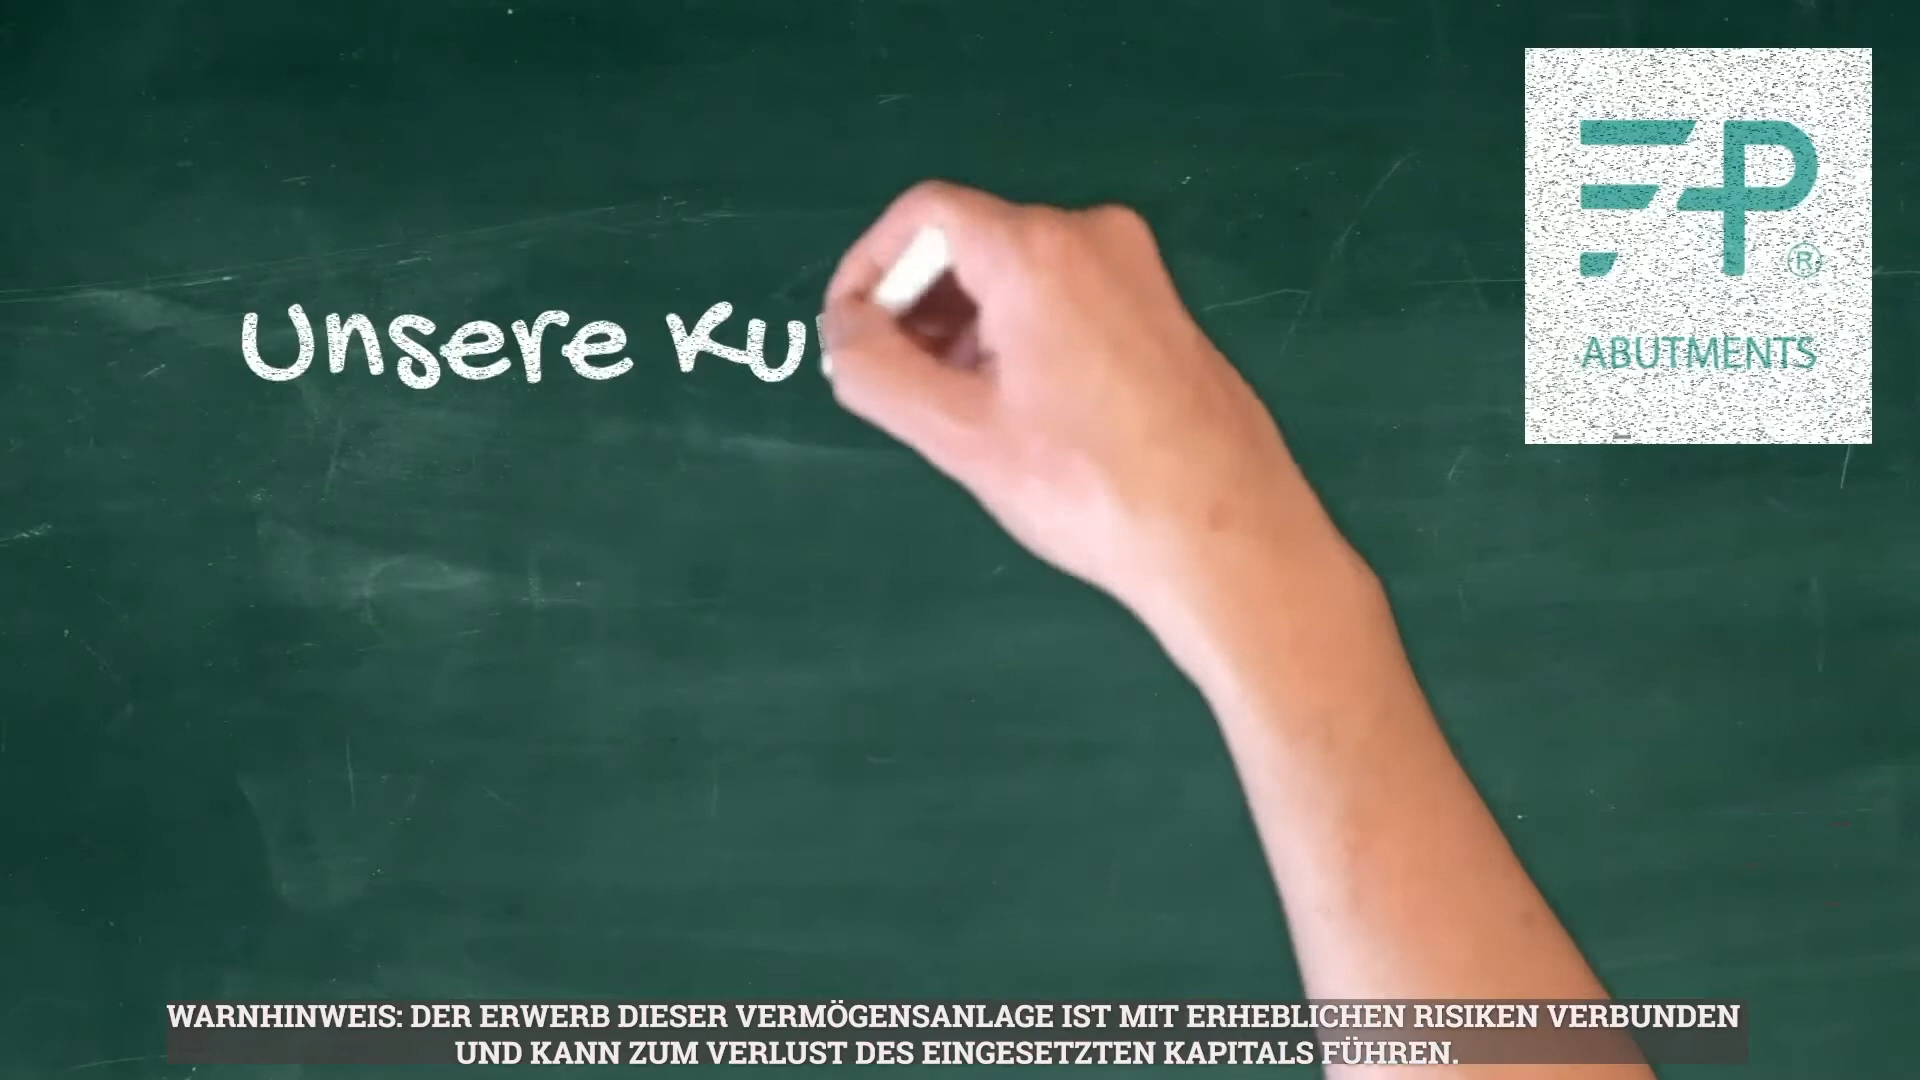 Unsere Ku
FP
®
ABUTMENTS
WARNHINWEIS: DER ERWERB DIESER VERMÖGENSANLAGE IST MIT ERHEBLICHEN RISIKEN VERBUNDEN
UND KANN ZUM VERLUST DES EINGESETZTEN KAPITALS FÜHREN.